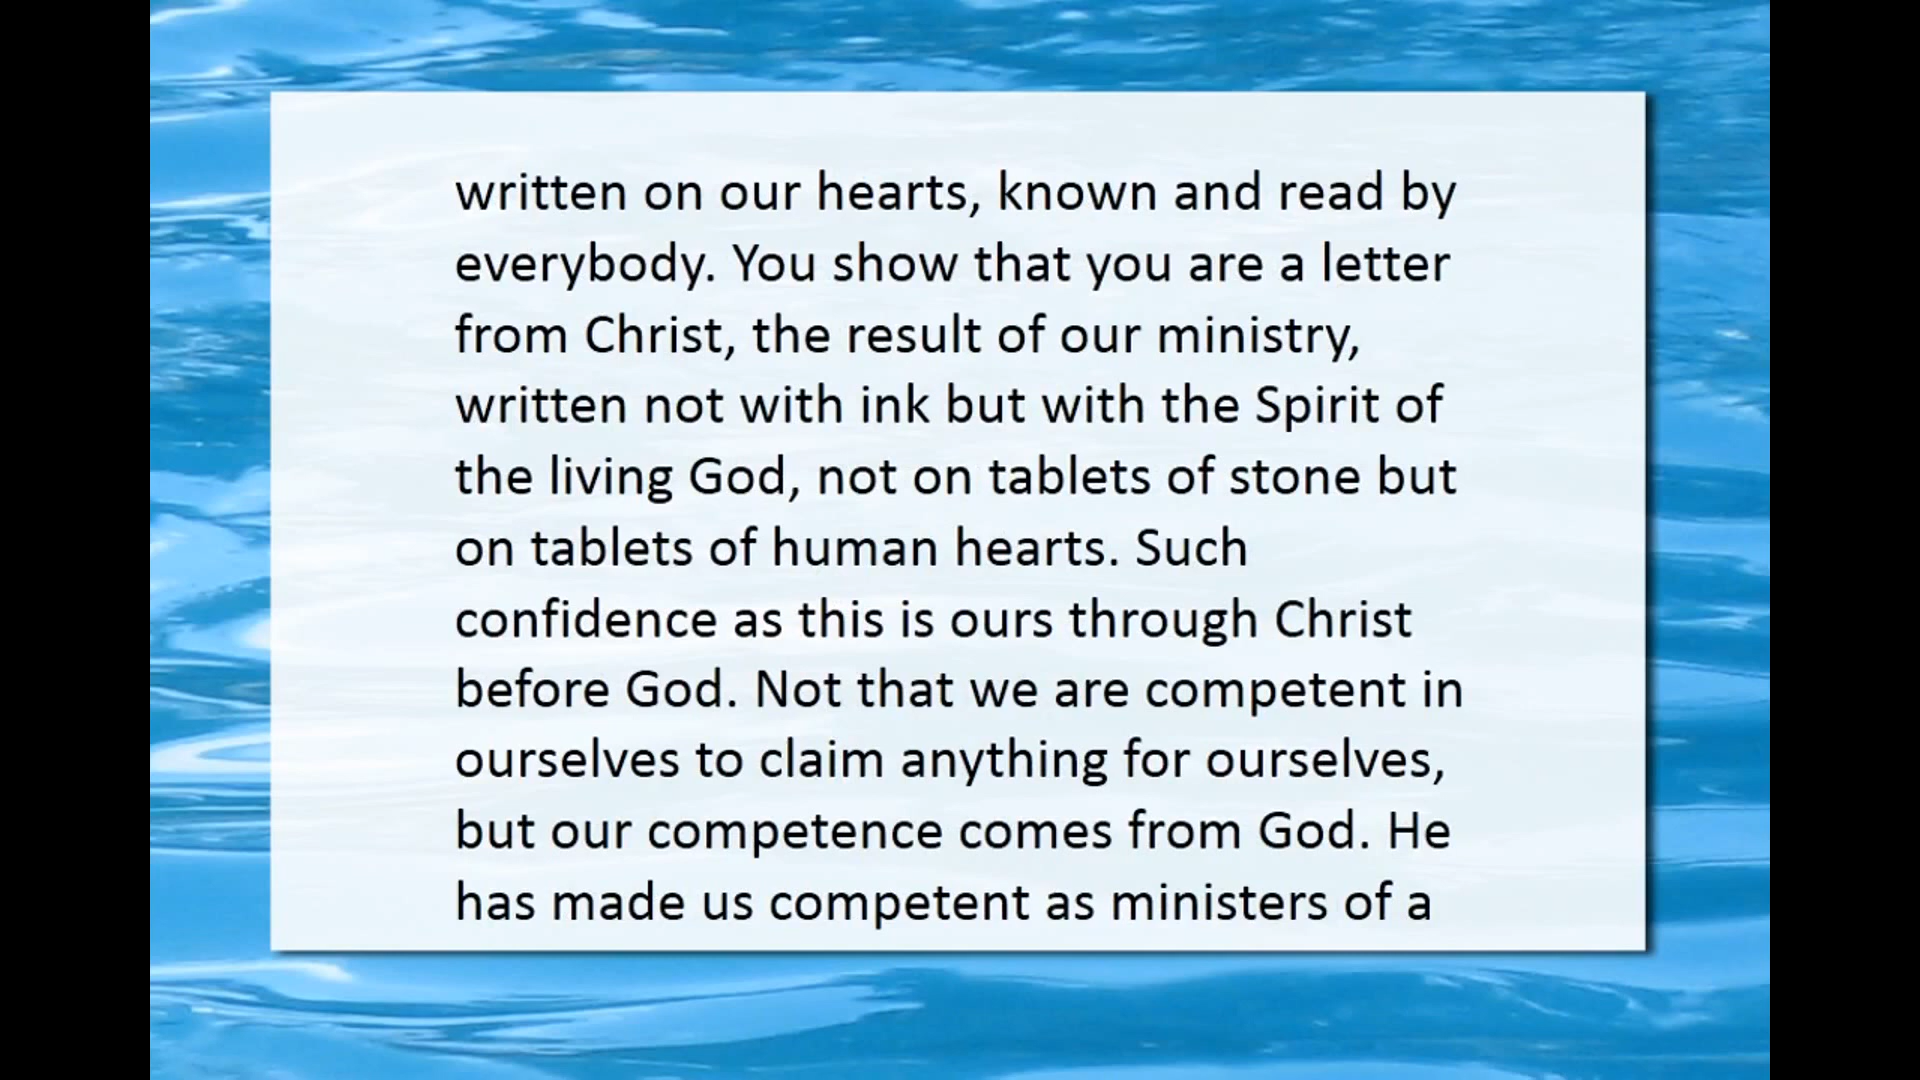 written on our hearts, known and read by
everybody. You show that you are a letter
from Christ, the result of our ministry,
written not with ink but with the Spirit of
the living God, not on tablets of stone but
on tablets of human hearts. Such
confidence as this is ours through Christ
before God. Not that we are competent in
ourselves to claim anything for ourselves,
but our competence comes from God. He
has made us competent as ministers of a